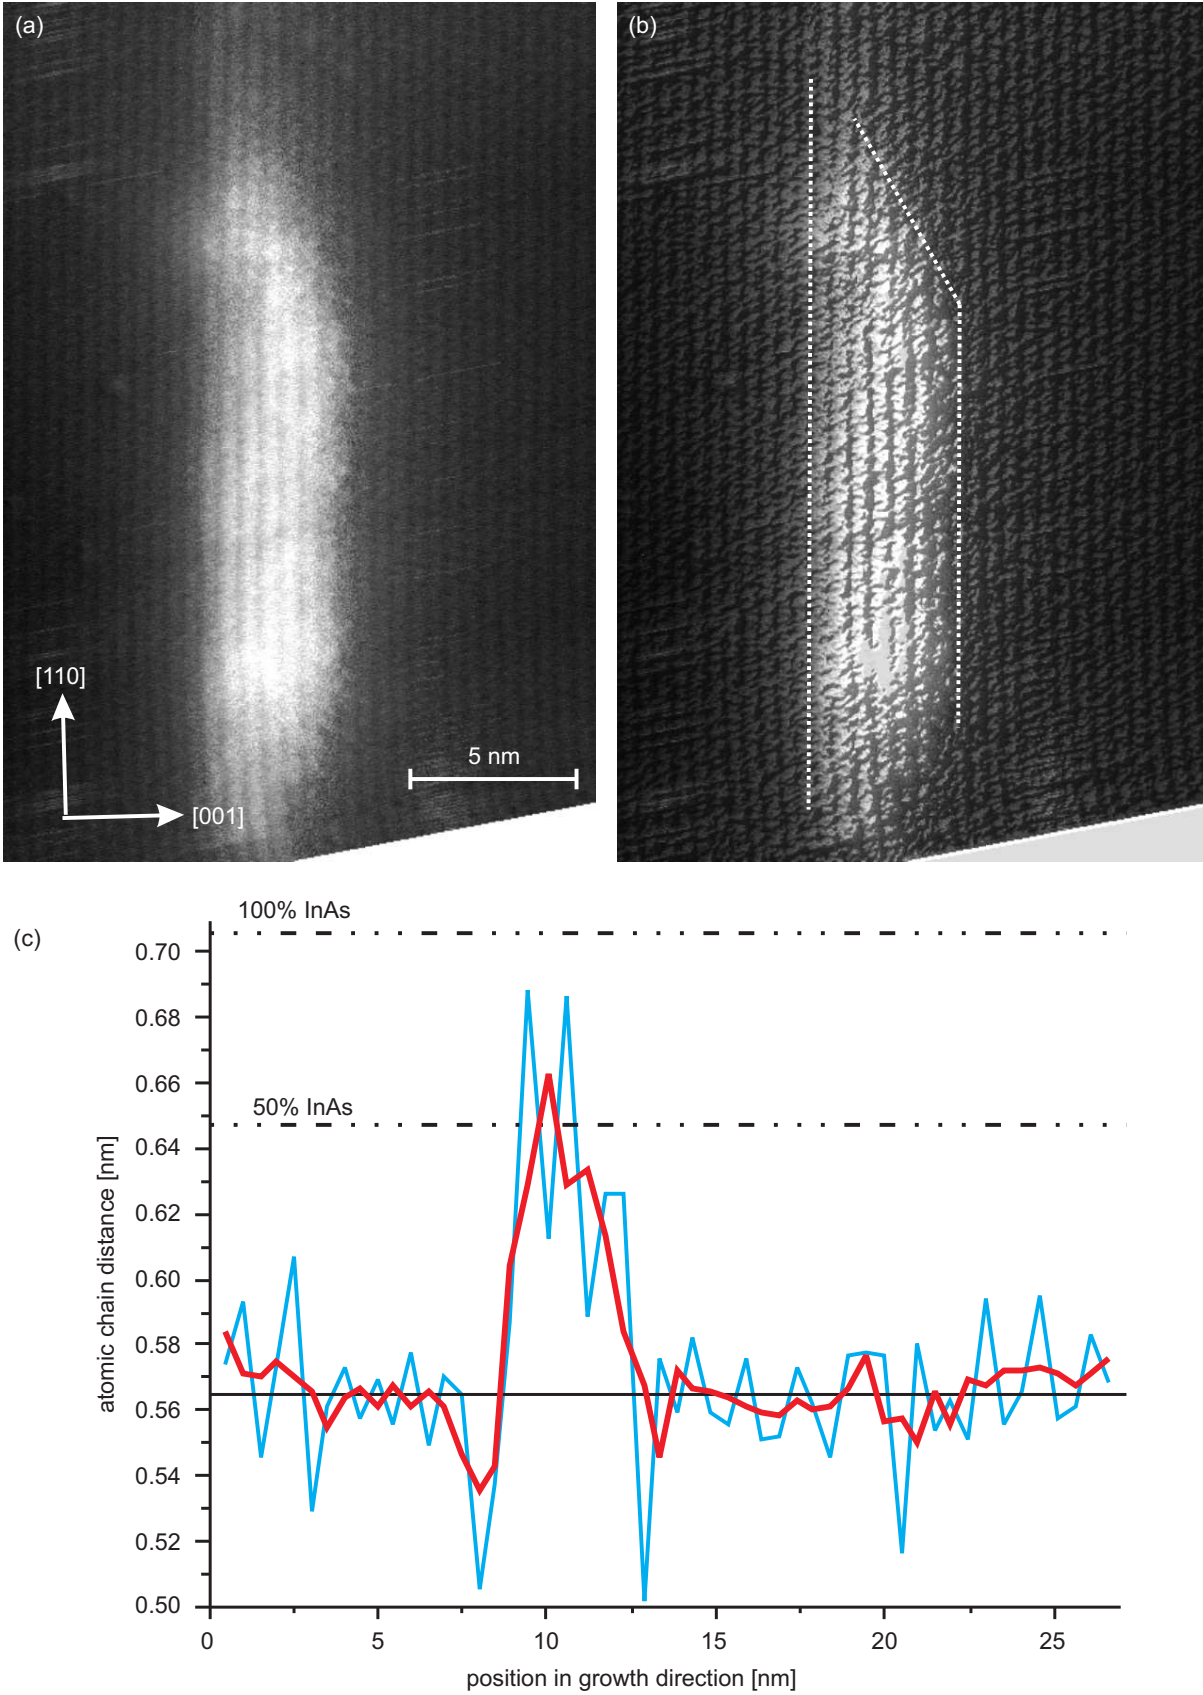 (a)
(b)
[110]
5 nm
[001]
(c)
100% InAs
50% InAs
atomic chain distance [nm]
0.70
0.68
0.66
0.64
0.62
0.60
0.58
0.56
0.54
0.52
0.50
0
5
10
15
20
25
position in growth direction [nm]